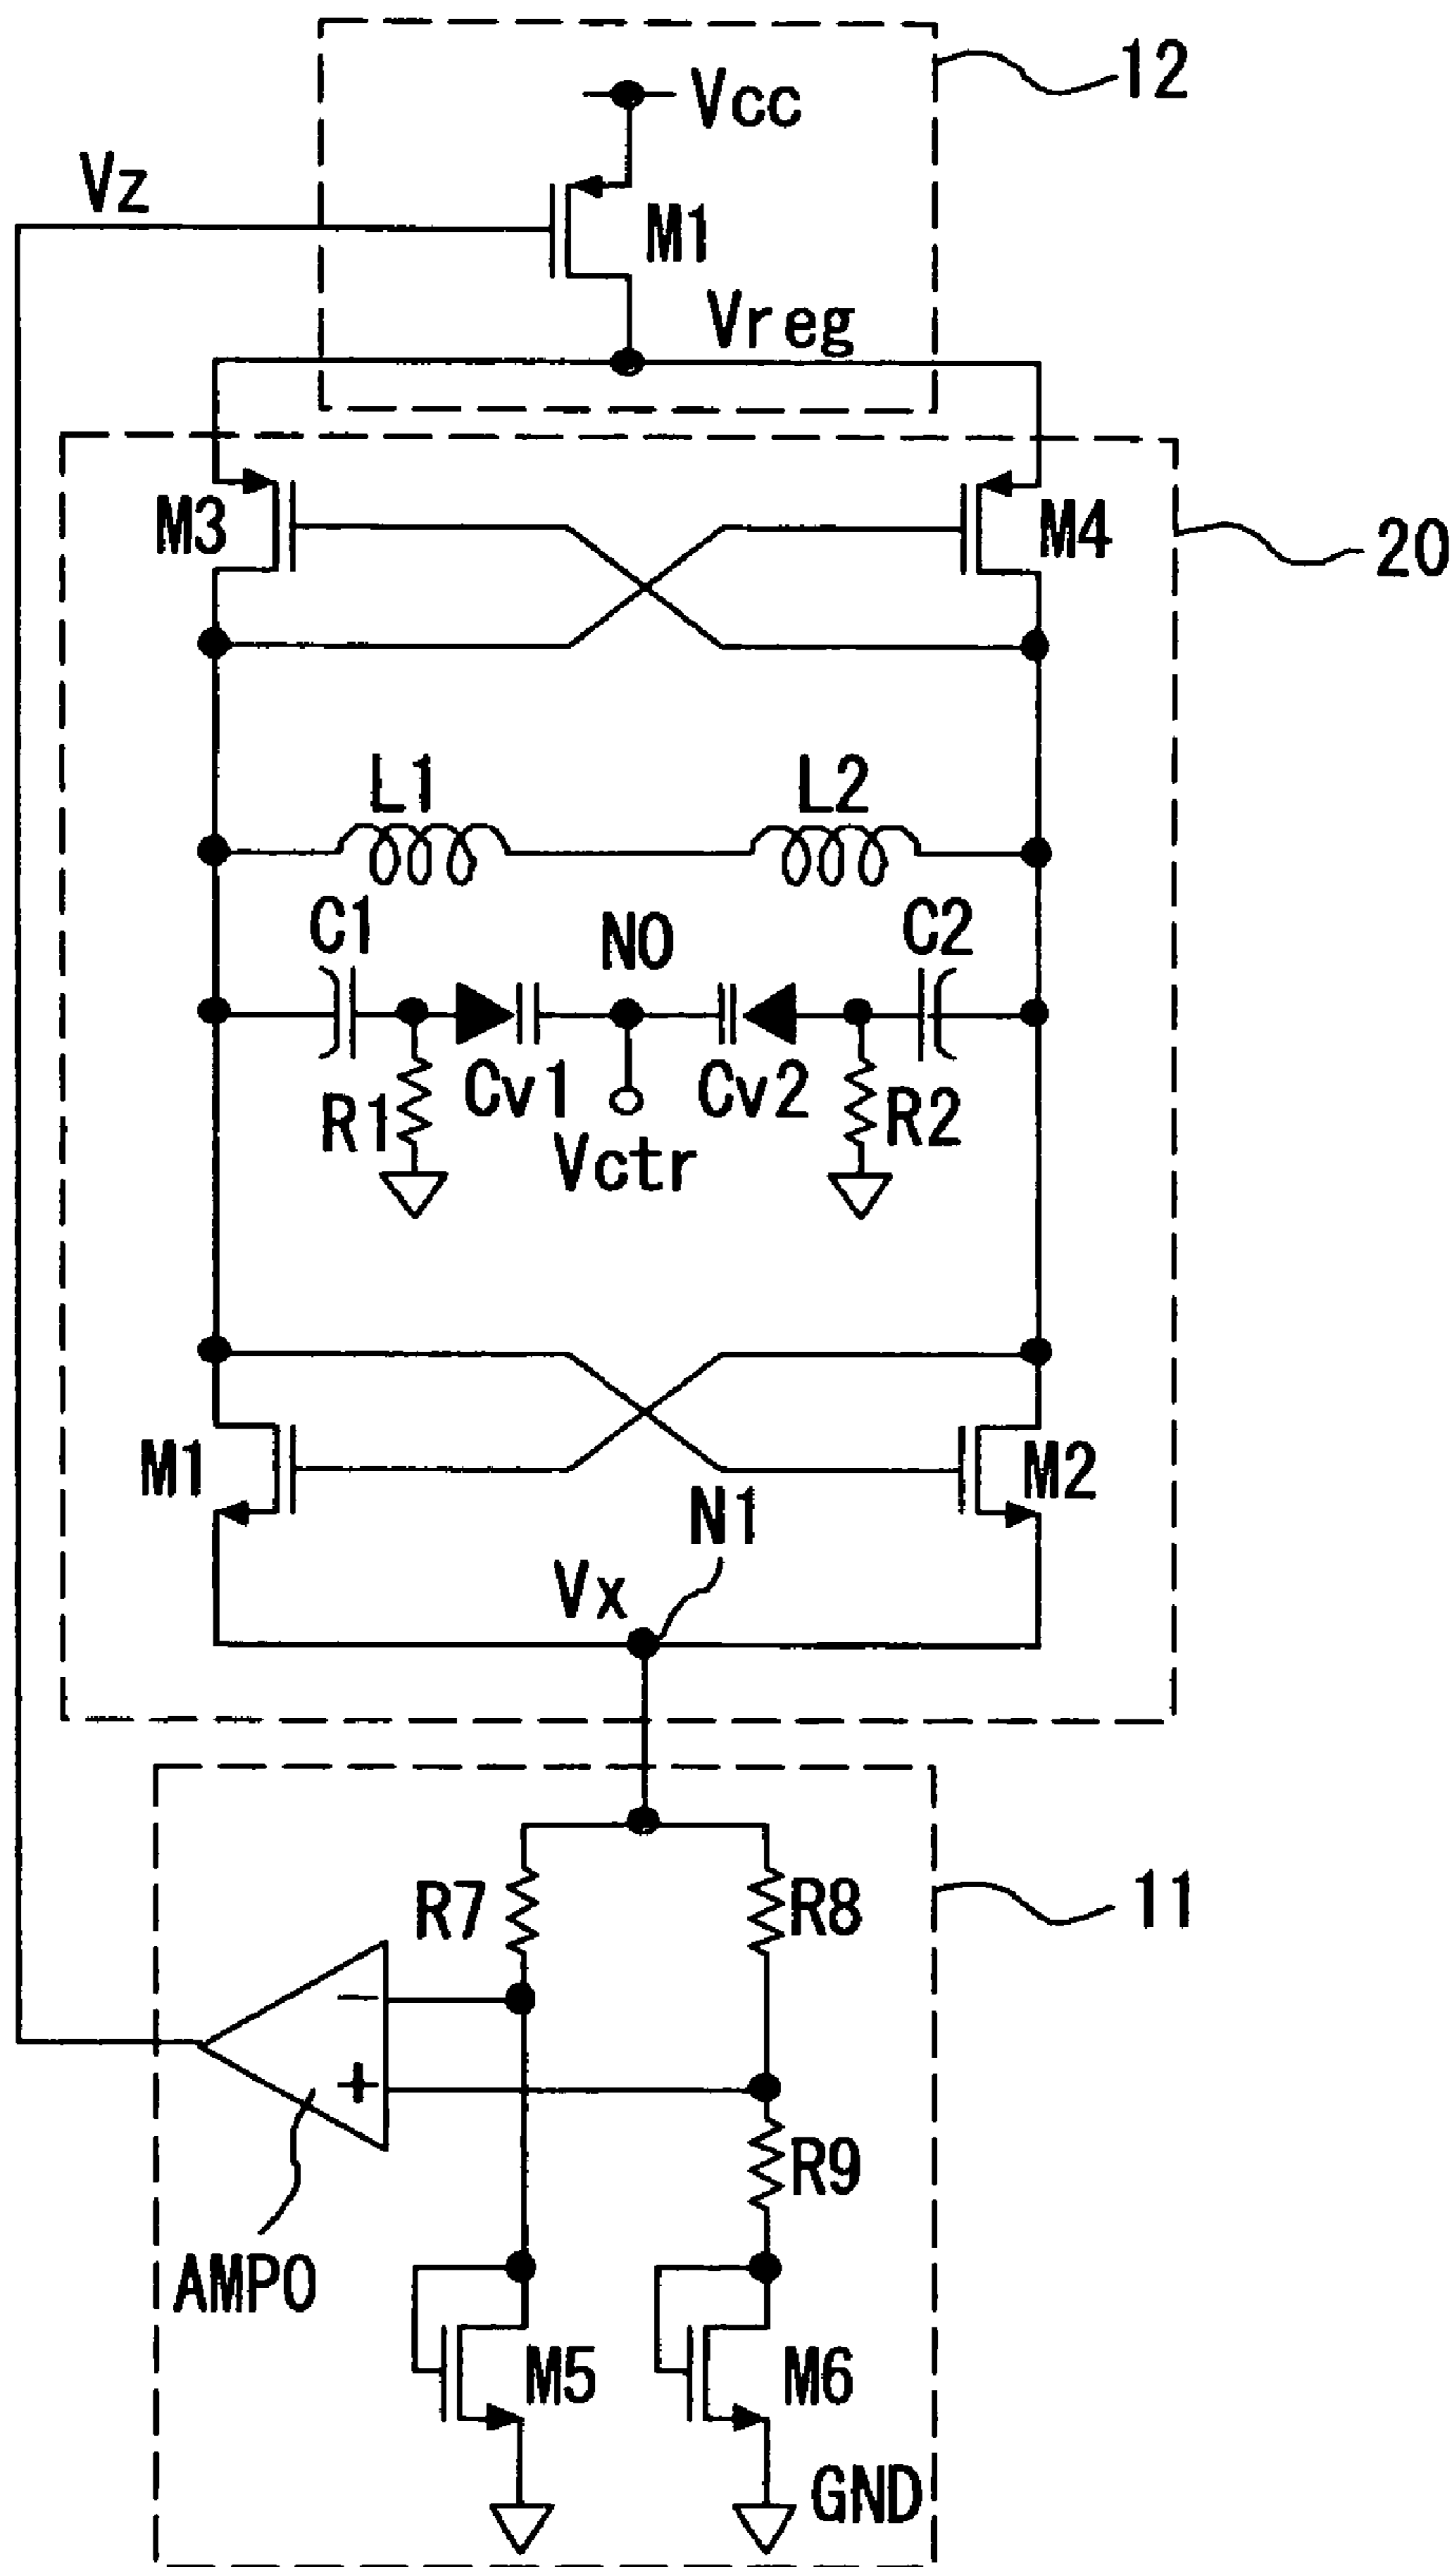 12
Vcc
Vz
M1
Vreg
M3
M4
20
L1
L2
C1
N0
C2
Cv1
Cv2
R1
R2
Vctr
M1
M2
N1
Vx
R7
R8
11
−
+
R9
AMP0
M5
M6
GND